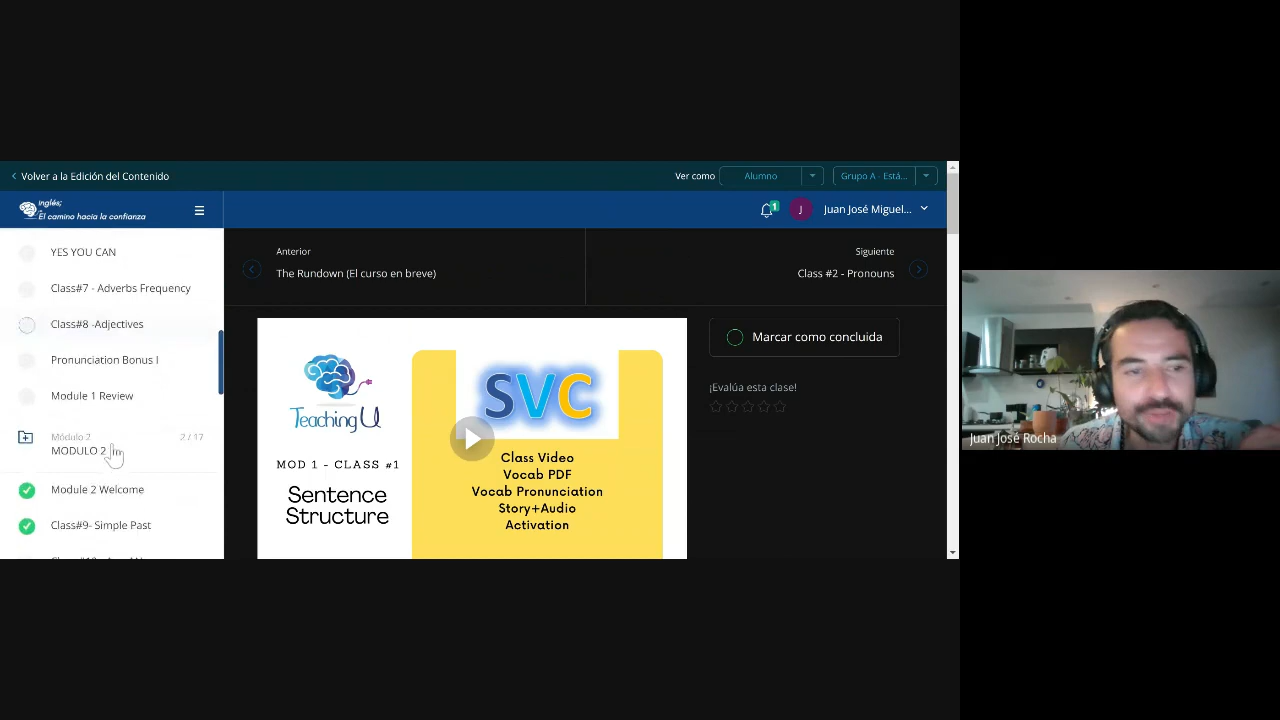 Volver a la Edición del Contenido
Ver como
Alumno
Grupo A - Está...
inglés;
El camino hacia la confianza
1
J
Juan José Miguel...
YES YOU CAN
Class#7 - Adverbs Frequency
Class#8 -Adjectives
Pronunciation Bonus I
Module 1 Review
Módulo 2
2 / 17
MODULO 2
Module 2 Welcome
Class#9- Simple Past
Anterior
The Rundown (El curso en breve)
Siguiente
Class #2 - Pronouns
TeachingU
MOD 1 - CLASS #1
Sentence
Structure
SVC
Class Video
Vocab PDF
Vocab Pronunciation
Story+Audio
Activation
Marcar como concluida
¡Evalúa esta clase!
Juan José Rocha